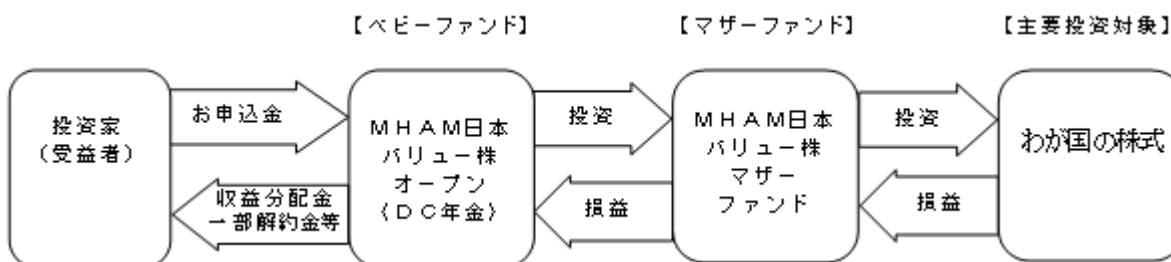 【ベビーファンド】
【マザーファンド】
【主要投資対象】
投資家
（受益者）
お申込金
収益分配金
一部解約金等
ＭＨＡＭ日本
バリュー株
オープン
（ＤＣ年金）
投資
損益
ＭＨＡＭ日本
バリュー株
マザー
ファンド
投資
損益
わが国の株式